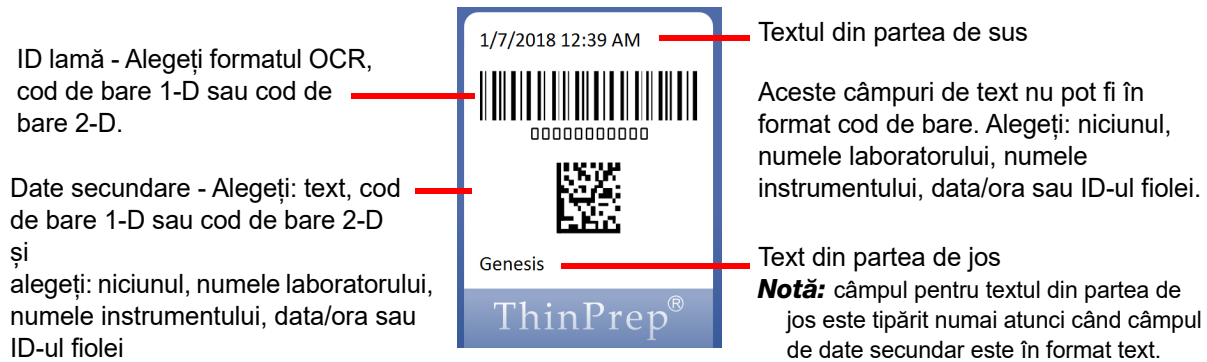 ID lamă - Alegeți formatul OCR,
cod de bare 1-D sau cod de
bare 2-D.
Date secundare - Alegeți: text, cod
de bare 1-D sau cod de bare 2-D
și
alegeți: niciunul, numele laboratorului,
numele instrumentului, data/ora sau
ID-ul fiolei
1/7/2018 12:39 AM
00000000000
Genesis
ThinPrep®
Textul din partea de sus
Aceste câmpuri de text nu pot fi în
format cod de bare. Alegeți: niciunul,
numele laboratorului, numele
instrumentului, data/ora sau ID-ul fiolei.
Text din partea de jos
Notă: câmpul pentru textul din partea de
jos este tipărit numai atunci când câmpul
de date secundar este în format text.